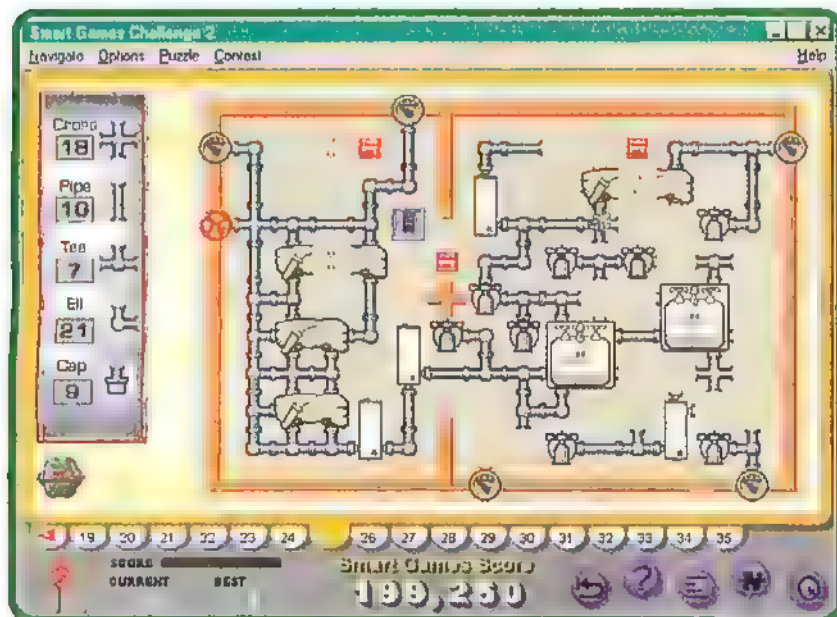 Smart Games Challenge 2
Navigate Options Puzzle Contest Help
Cross
18
Pipe
10
Tee
7
Ell
21
Cap
9
19 20 21 22 23 24 26 27 28 29 30 31 32 33 34 35
SCORE
CURRENT BEST
Smart Games Score
199,250